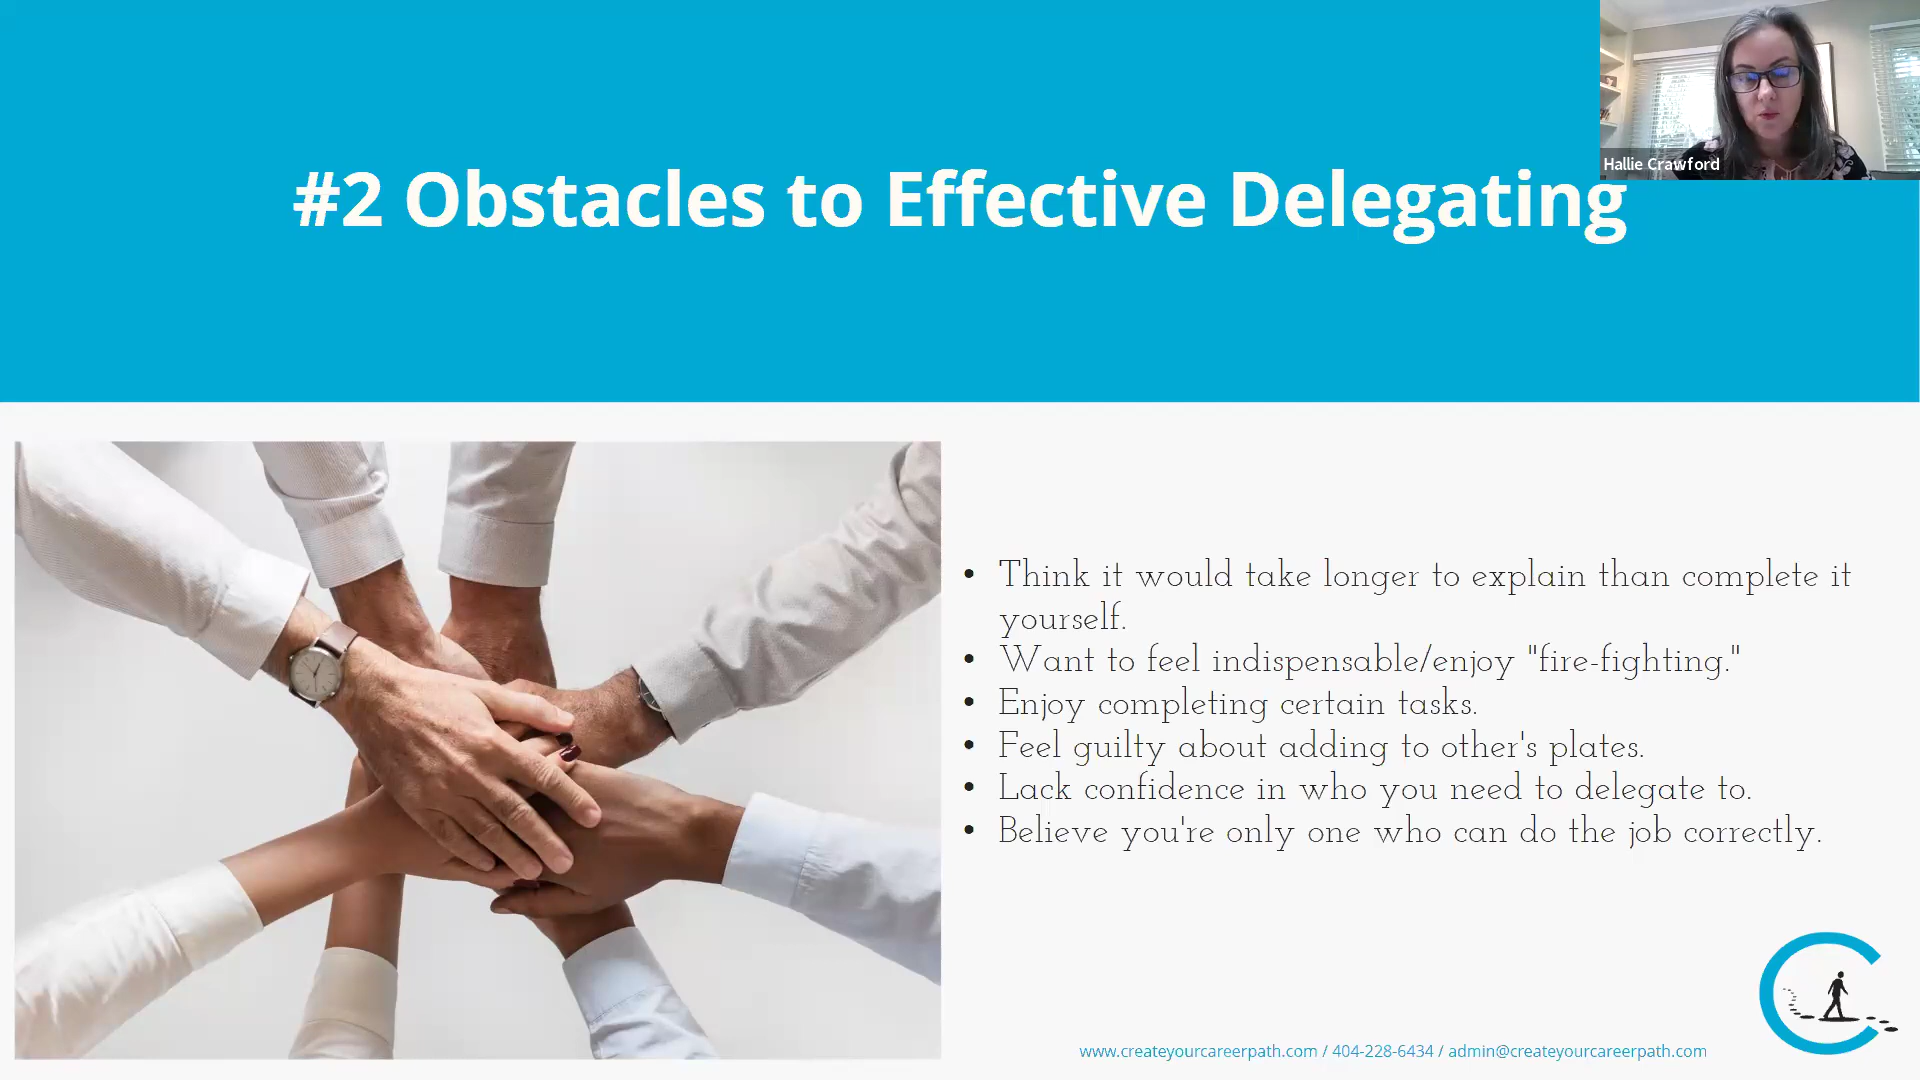 Hallie Crawford
#2 Obstacles to Effective Delegating
• Think it would take longer to explain than complete it
yourself.
• Want to feel indispensable/enjoy "fire-fighting."
• Enjoy completing certain tasks.
• Feel guilty about adding to other's plates.
• Lack confidence in who you need to delegate to.
• Believe you're only one who can do the job correctly.
www.createyourcareerpath.com / 404-228-6434 / admin@createyourcareerpath.com